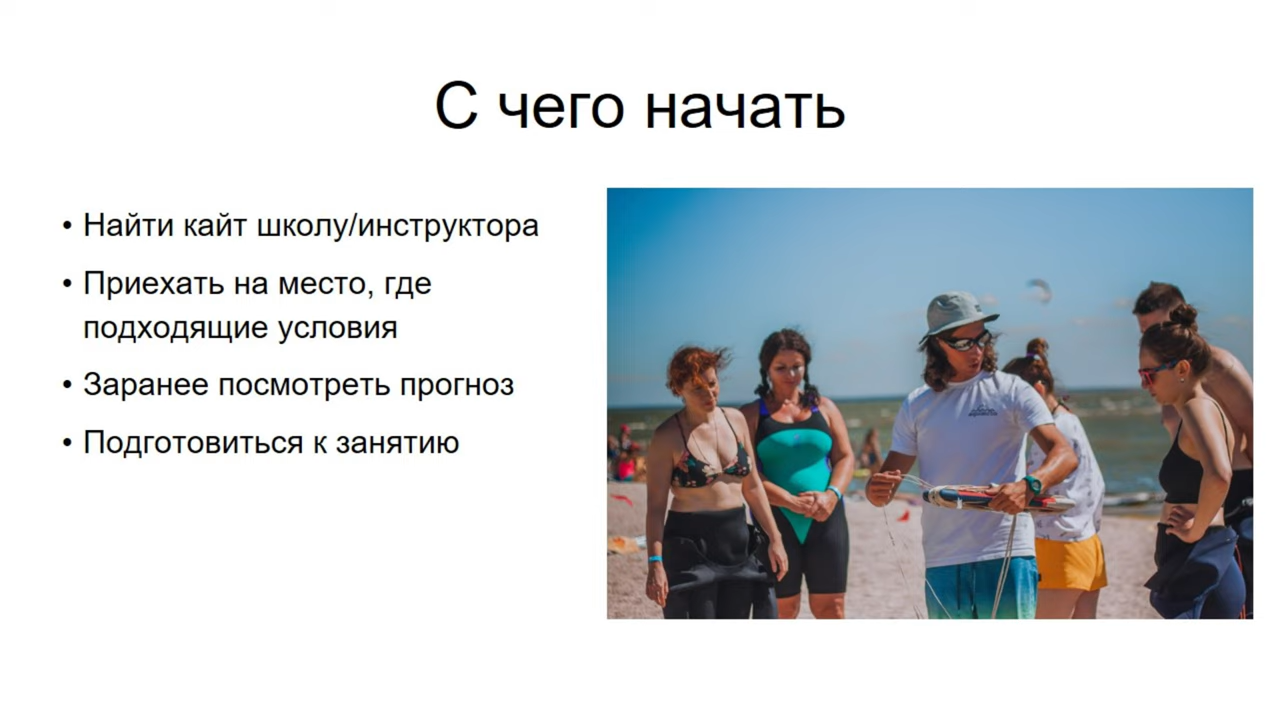 С чего начать
• Найти кайт школу/инструктора
• Приехать на место, где
подходящие условия
• Заранее посмотреть прогноз
• Подготовиться к занятию